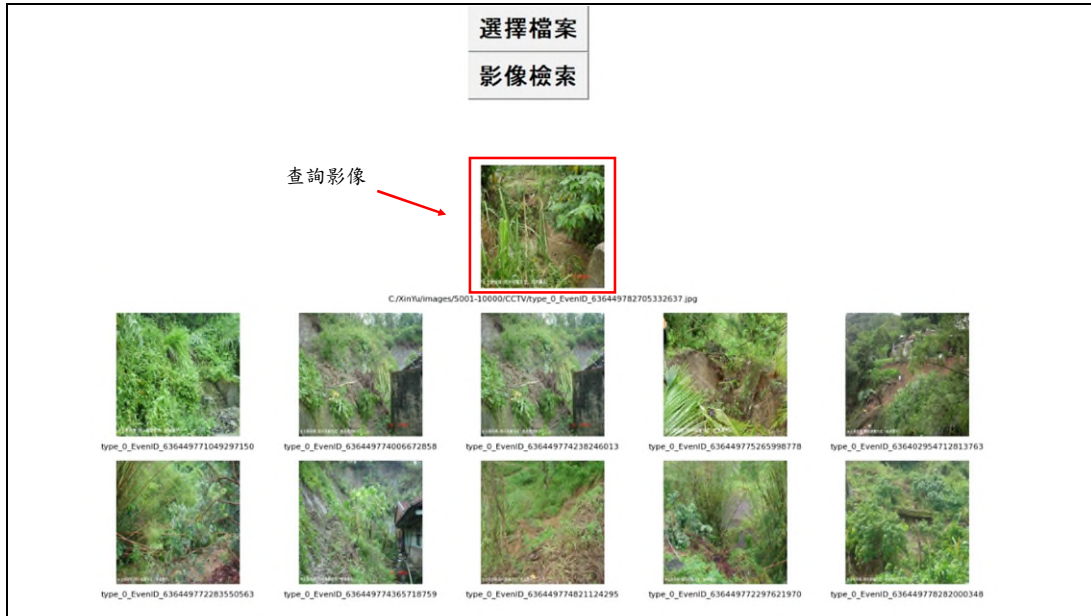 選擇檔案
影像檢索
查詢影像
C:/XinYu/images/5001-10000/CCTV/type_0_EvenID_636449782705332637.jpg
type_0_EvenID_636449771049297150 type_0_EvenID_636449774006672858 type_0_EvenID_636449774238246013 type_0_EvenID_636449775265998778 type_0_EvenID_636402954712813763
type_0_EvenID_636449772283550563 type_0_EvenID_636449774365718759 type_0_EvenID_636449774821124295 type_0_EvenID_636449772297621970 type_0_EvenID_636449778282000348